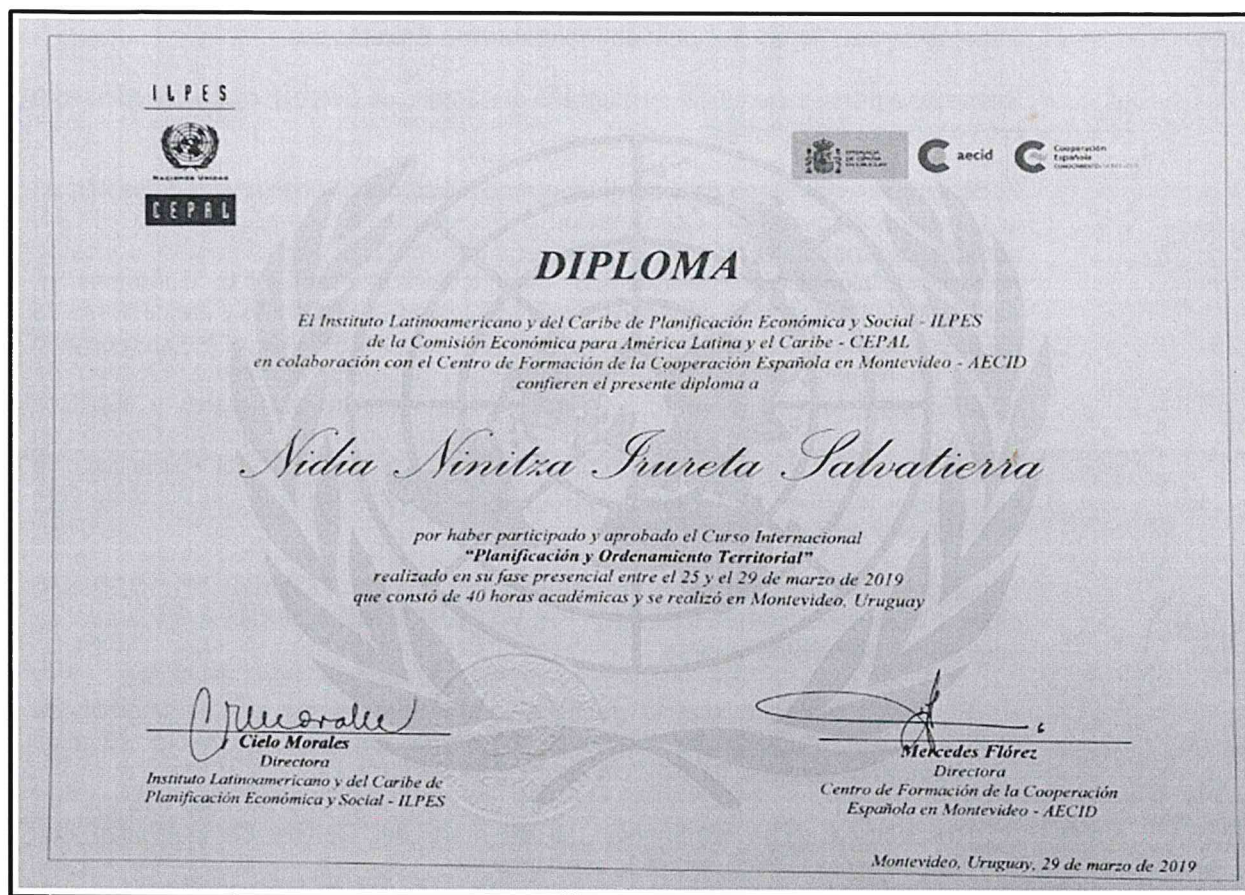 ILPES
NACIONES UNIDAS
CEPAL
aecid
Cooperación
Española
DIPLOMA
El Instituto Latinoamericano y del Caribe de Planificación Económica y Social - ILPES
de la Comisión Económica para América Latina y el Caribe - CEPAL
en colaboración con el Centro de Formación de la Cooperación Española en Montevideo - AECID
confieren el presente diploma a
Nidia Ninitza Irureta Salvatierra
por haber participado y aprobado el Curso Internacional
"Planificación y Ordenamiento Territorial"
realizado en su fase presencial entre el 25 y el 29 de marzo de 2019
que constó de 40 horas académicas y se realizó en Montevideo, Uruguay
Cielo Morales
Directora
Instituto Latinoamericano y del Caribe de
Planificación Económica y Social - ILPES
Mercedes Flórez
Directora
Centro de Formación de la Cooperación
Española en Montevideo - AECID
Montevideo, Uruguay, 29 de marzo de 2019